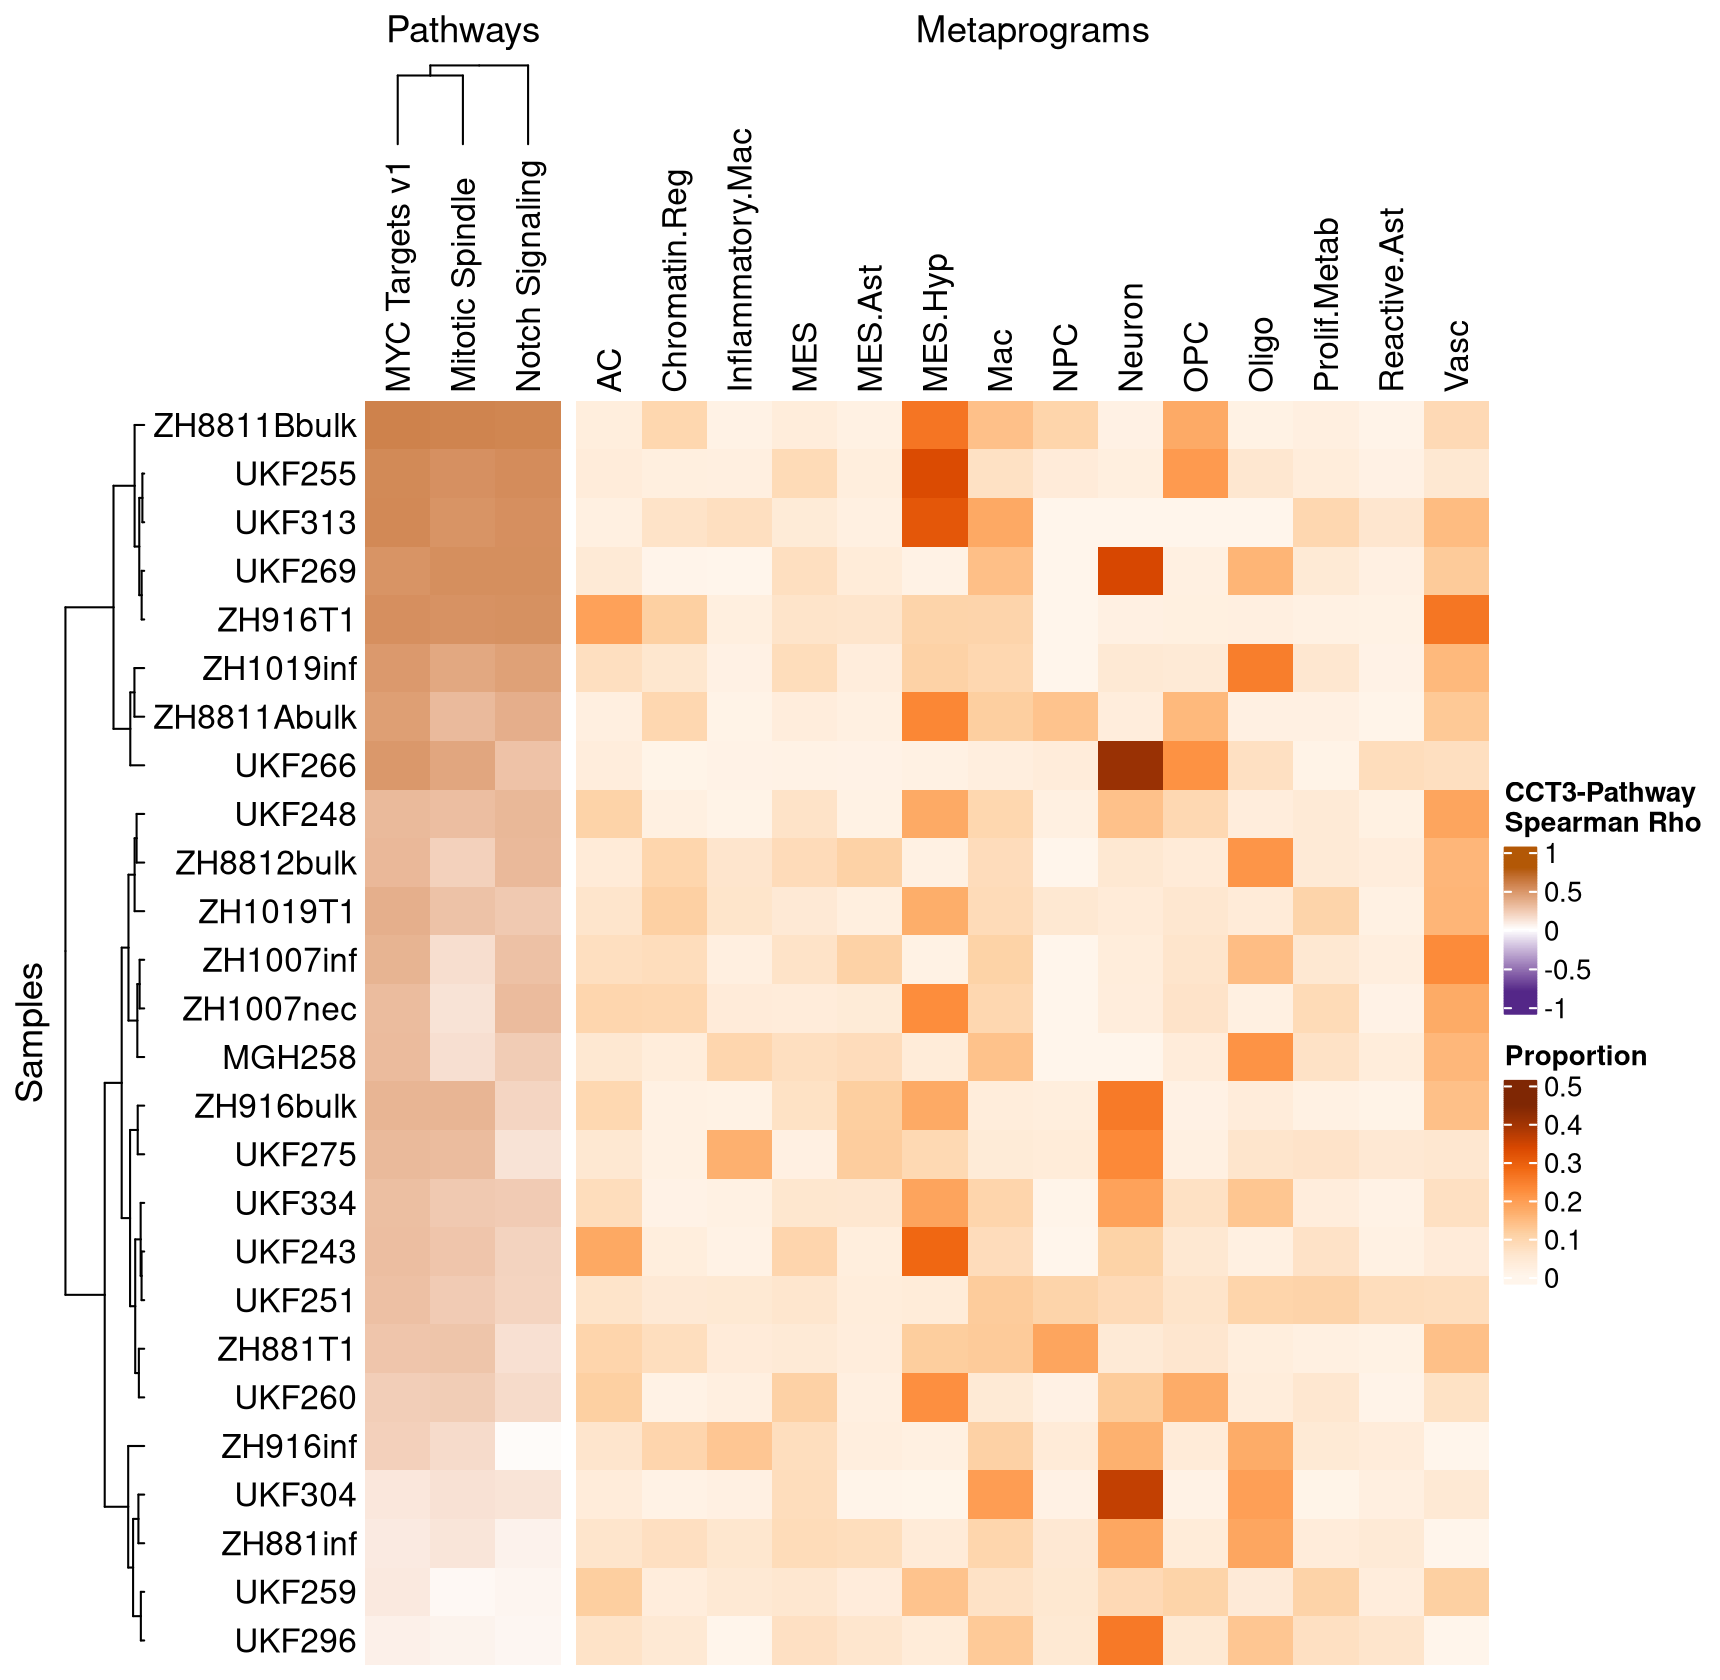 Pathways
Metaprograms
MYC Targets v1
Mitotic Spindle
Notch Signaling
AC
Chromatin.Reg
Inflammatory.Mac
MES
MES.Ast
MES.Hyp
Mac
NPC
Neuron
OPC
Oligo
Prolif.Metab
Reactive.Ast
Vasc
Samples
ZH8811Bbulk
UKF255
UKF313
UKF269
ZH916T1
ZH1019inf
ZH8811Abulk
UKF266
UKF248
ZH8812bulk
ZH1019T1
ZH1007inf
ZH1007nec
MGH258
ZH916bulk
UKF275
UKF334
UKF243
UKF251
ZH881T1
UKF260
ZH916inf
UKF304
ZH881inf
UKF259
UKF296
CCT3-Pathway
Spearman Rho
1
0.5
0
-0.5
-1
Proportion
0.5
0.4
0.3
0.2
0.1
0